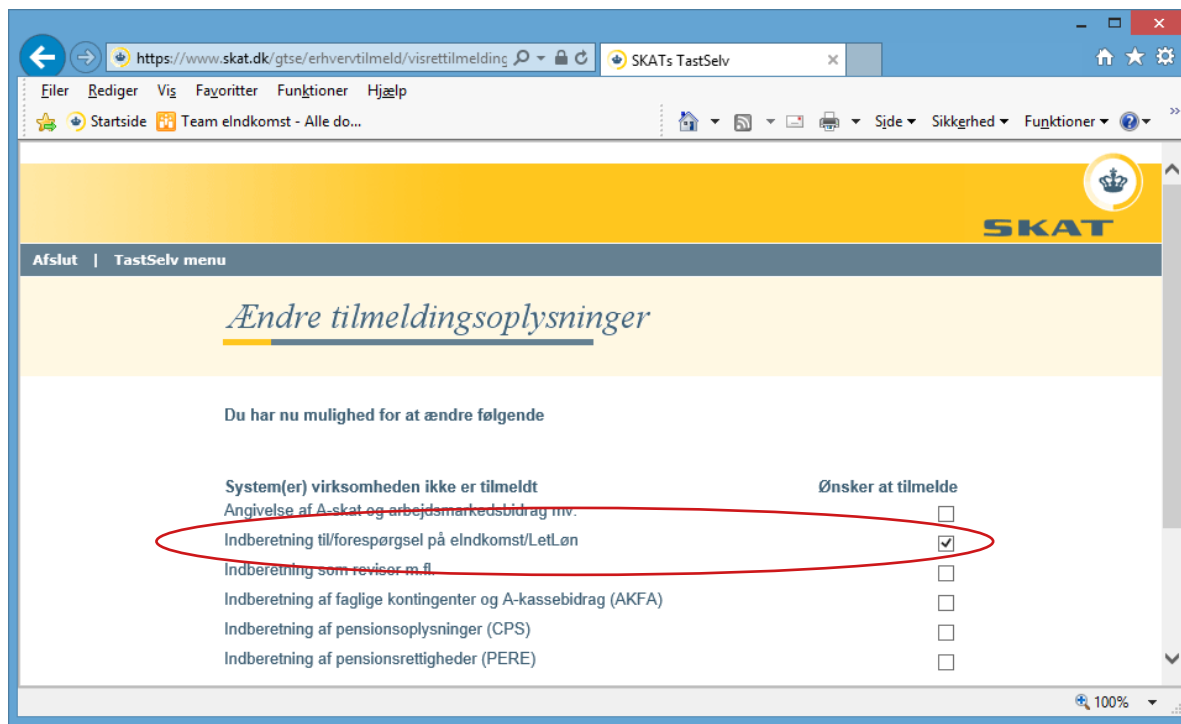 https://www.skat.dk/gtse/erhvervtilmeld/visrettilmelding
SKATs TastSelv
Filer Rediger Vis Favoritter Funktioner Hjælp
Startside Team eIndkomst - Alle do...
Side Sikkerhed Funktioner
SKAT
Afslut | TastSelv menu
Ændre tilmeldingsoplysninger
Du har nu mulighed for at ændre følgende
System(er) virksomheden ikke er tilmeldt Ønsker at tilmelde
Angivelse af A-skat og arbejdsmarkedsbidrag mv.
Indberetning til/forespørgsel på eIndkomst/LetLøn
Indberetning som revisor m.fl.
Indberetning af faglige kontingenter og A-kassebidrag (AKFA)
Indberetning af pensionsoplysninger (CPS)
Indberetning af pensionsrettigheder (PERE)
100%